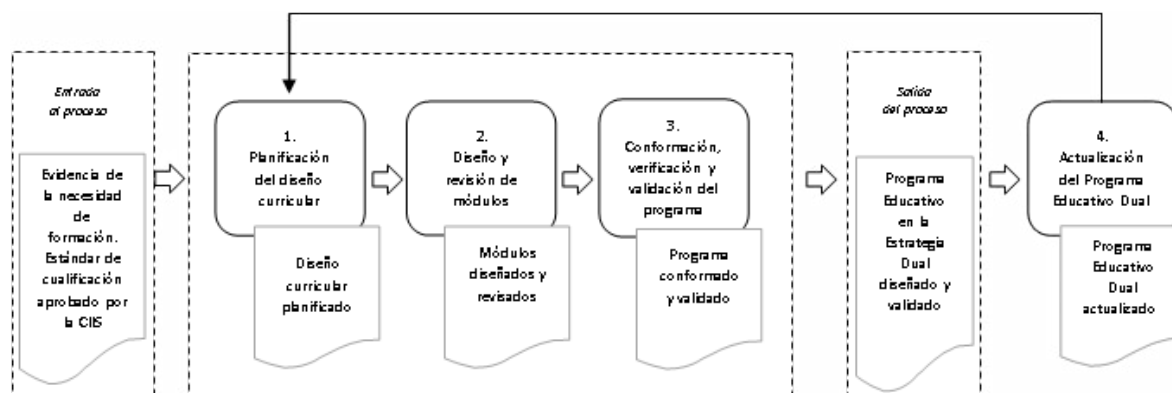 Entrada
al proceso
Evidencia de
la necesidad
de
formación.
Estándar de
cualificación
aprobado por
la CIIS
1.
Planificación
del diseño
curricular
Diseño
curricular
planificado
2.
Diseño y
revisión de
módulos
Módulos
diseñados y
revisados
3.
Conformación,
verificación y
validación del
programa
Programa
conformado
y validado
Salida
del proceso
Programa
Educativo
en la
Estrategia
Dual
diseñado y
validado
4.
Actualización
del Programa
Educativo Dual
Programa
Educativo
Dual
actualizado